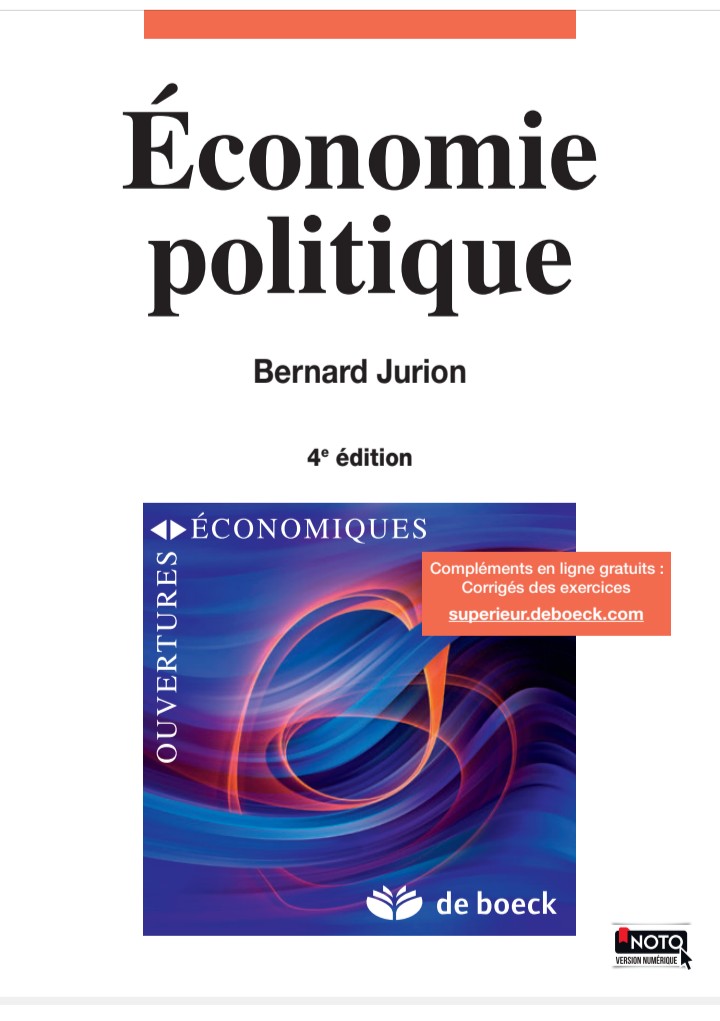 Économie
politique
Bernard Jurion
4e édition
OUVERTURES
ÉCONOMIQUES
Compléments en ligne gratuits :
Corrigés des exercices
superieur.deboeck.com
de boeck
NOTO
VERSION NUMÉRIQUE